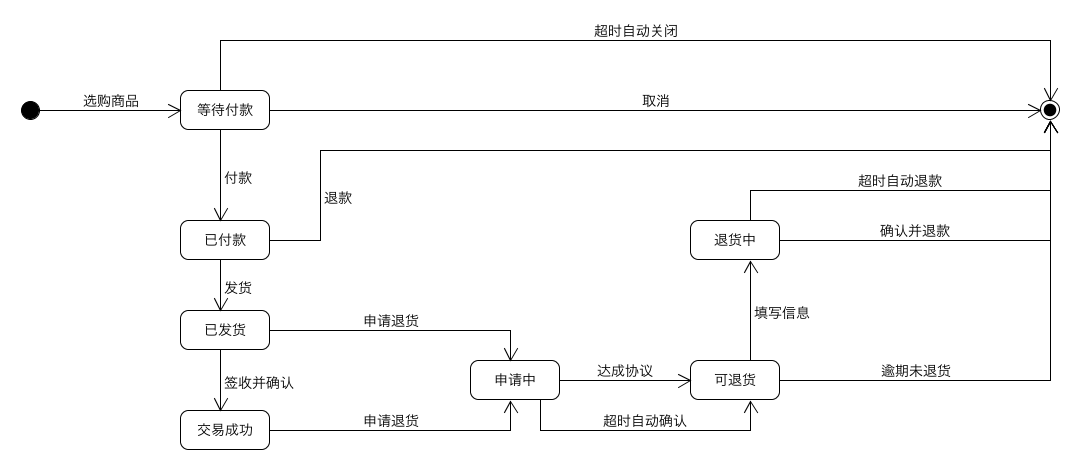 超时自动关闭
选购商品
等待付款
取消
付款
超时自动退款
退款
已付款
退货中
确认并退款
发货
填写信息
申请退货
已发货
达成协议
逾期未退货
签收并确认
申请中
可退货
申请退货
超时自动确认
交易成功